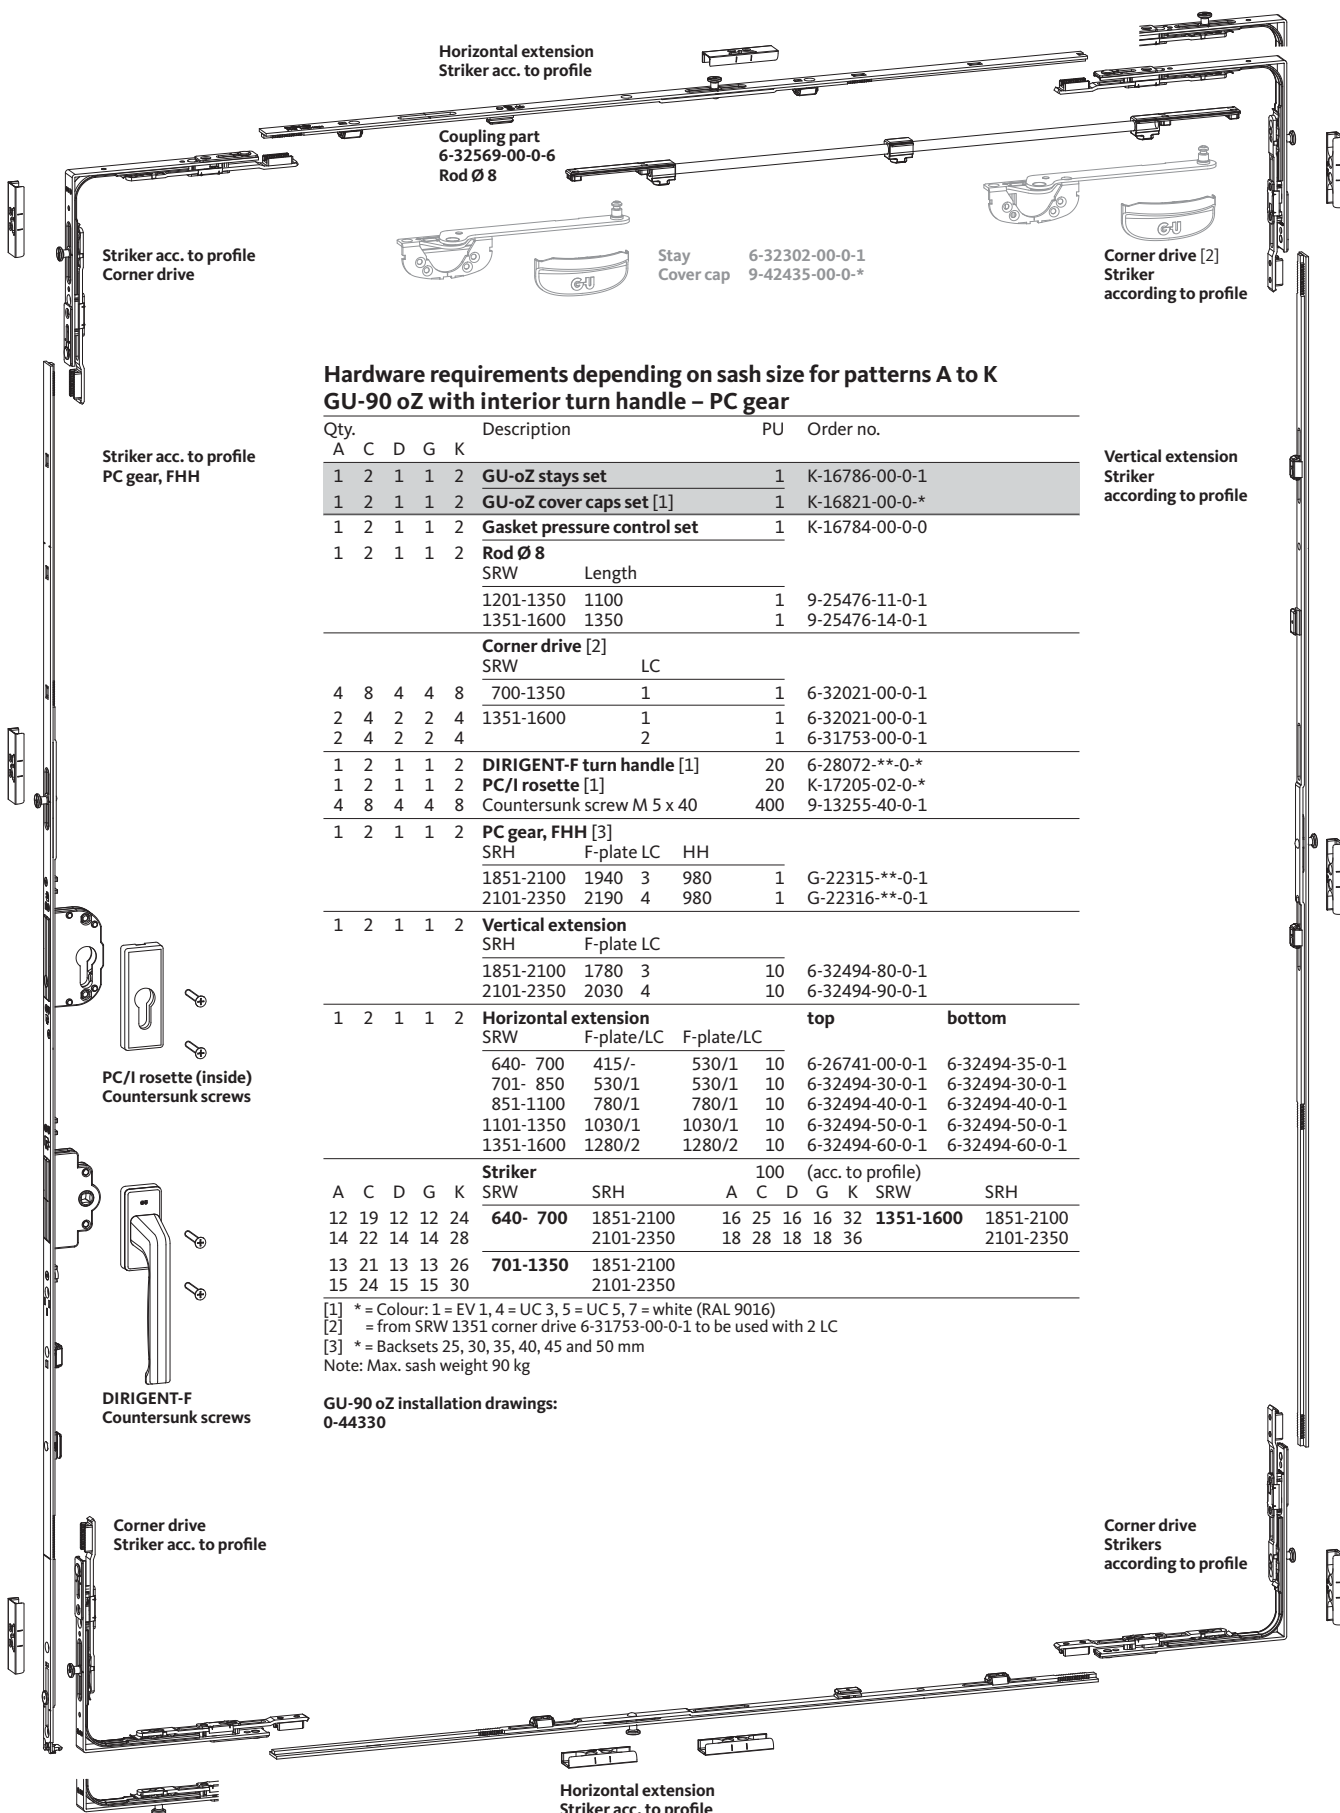 Horizontal extension
Striker acc. to profile
Coupling part
6-32569-00-0-6
Rod Ø 8
Striker acc. to profile
Corner drive
G-U
G-U
Stay 6-32302-00-0-1
Cover cap 9-42435-00-0-*
Corner drive [2]
Striker
according to profile
Hardware requirements depending on sash size for patterns A to K
GU-90 oZ with interior turn handle – PC gear
Striker acc. to profile
PC gear, FHH
Vertical extension
Striker
according to profile
Qty. Description PU Order no.
A C D G K
1 2 1 1 2 GU-oZ stays set 1 K-16786-00-0-1
1 2 1 1 2 GU-oZ cover caps set [1] 1 K-16821-00-0-*
1 2 1 1 2 Gasket pressure control set 1 K-16784-00-0-0
1 2 1 1 2 Rod Ø 8
SRW Length
1201-1350 1100 1 9-25476-11-0-1
1351-1600 1350 1 9-25476-14-0-1
Corner drive [2]
SRW LC
4 8 4 4 8 700-1350 1 1 6-32021-00-0-1
2 4 2 2 4 1351-1600 1 1 6-32021-00-0-1
2 4 2 2 4 2 1 6-31753-00-0-1
1 2 1 1 2 DIRIGENT-F turn handle [1] 20 6-28072-**-0-*
1 2 1 1 2 PC/I rosette [1] 20 K-17205-02-0-*
4 8 4 4 8 Countersunk screw M 5 x 40 400 9-13255-40-0-1
1 2 1 1 2 PC gear, FHH [3]
SRH F-plate LC HH
1851-2100 1940 3 980 1 G-22315-**-0-1
2101-2350 2190 4 980 1 G-22316-**-0-1
1 2 1 1 2 Vertical extension
SRH F-plate LC
1851-2100 1780 3 10 6-32494-80-0-1
2101-2350 2030 4 10 6-32494-90-0-1
1 2 1 1 2 Horizontal extension top bottom
SRW F-plate/LC F-plate/LC
640- 700 415/- 530/1 10 6-26741-00-0-1 6-32494-35-0-1
701- 850 530/1 530/1 10 6-32494-30-0-1 6-32494-30-0-1
851-1100 780/1 780/1 10 6-32494-40-0-1 6-32494-40-0-1
1101-1350 1030/1 1030/1 10 6-32494-50-0-1 6-32494-50-0-1
1351-1600 1280/2 1280/2 10 6-32494-60-0-1 6-32494-60-0-1
Striker 100 (acc. to profile)
A C D G K SRW SRH A C D G K SRW SRH
12 19 12 12 24 640- 700 1851-2100 16 25 16 16 32 1351-1600 1851-2100
14 22 14 14 28 2101-2350 18 28 18 18 36 2101-2350
13 21 13 13 26 701-1350 1851-2100
15 24 15 15 30 2101-2350
[1] * = Colour: 1 = EV 1, 4 = UC 3, 5 = UC 5, 7 = white (RAL 9016)
[2] = from SRW 1351 corner drive 6-31753-00-0-1 to be used with 2 LC
[3] * = Backsets 25, 30, 35, 40, 45 and 50 mm
Note: Max. sash weight 90 kg
GU-90 oZ installation drawings:
0-44330
PC/I rosette (inside)
Countersunk screws
DIRIGENT-F
Countersunk screws
Corner drive
Striker acc. to profile
Corner drive
Strikers
according to profile
Horizontal extension
Striker acc. to profile